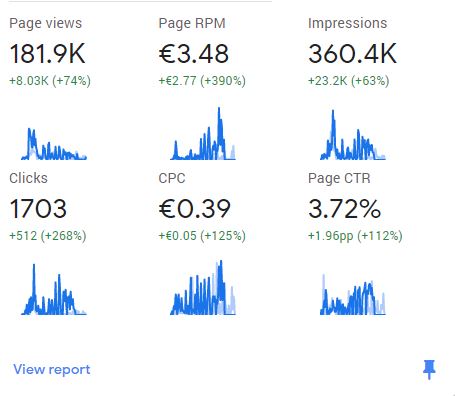 Page views Page RPM Impressions
181.9K €3.48 360.4K
+8.03K (+74%) +€2.77 (+390%) +23.2K (+63%)
Clicks CPC Page CTR
1703 €0.39 3.72%
+512 (+268%) +€0.05 (+125%) +1.96pp (+112%)
View report